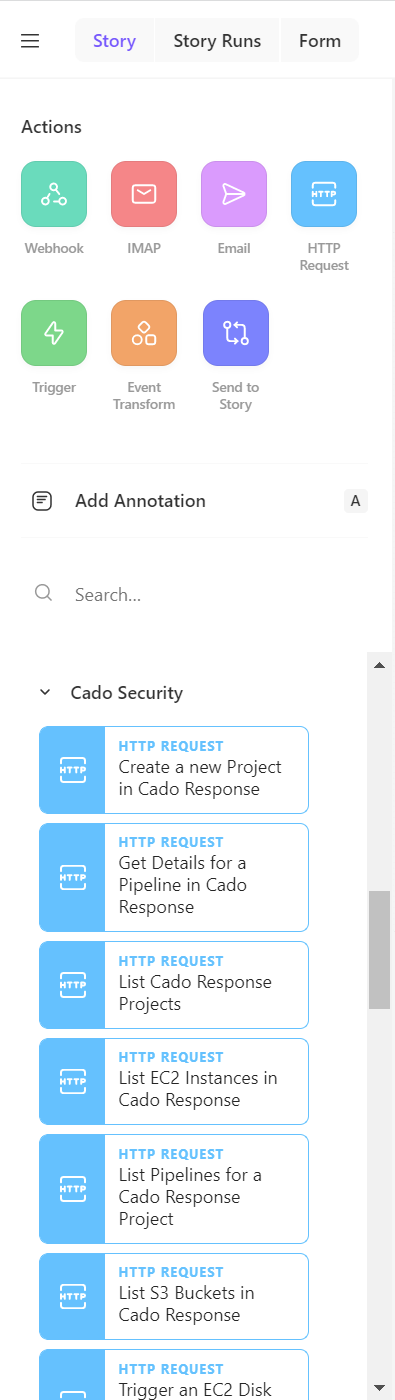 Story Story Runs Form
Actions
Webhook IMAP Email HTTP
Request
Trigger Event
Transform Send to
Story
Add Annotation A
Search...
Cado Security
HTTP HTTP REQUEST
Create a new Project
in Cado Response
HTTP HTTP REQUEST
Get Details for a
Pipeline in Cado
Response
HTTP HTTP REQUEST
List Cado Response
Projects
HTTP HTTP REQUEST
List EC2 Instances in
Cado Response
HTTP HTTP REQUEST
List Pipelines for a
Cado Response
Project
HTTP HTTP REQUEST
List S3 Buckets in
Cado Response
HTTP REQUEST
Trigger an EC2 Disk